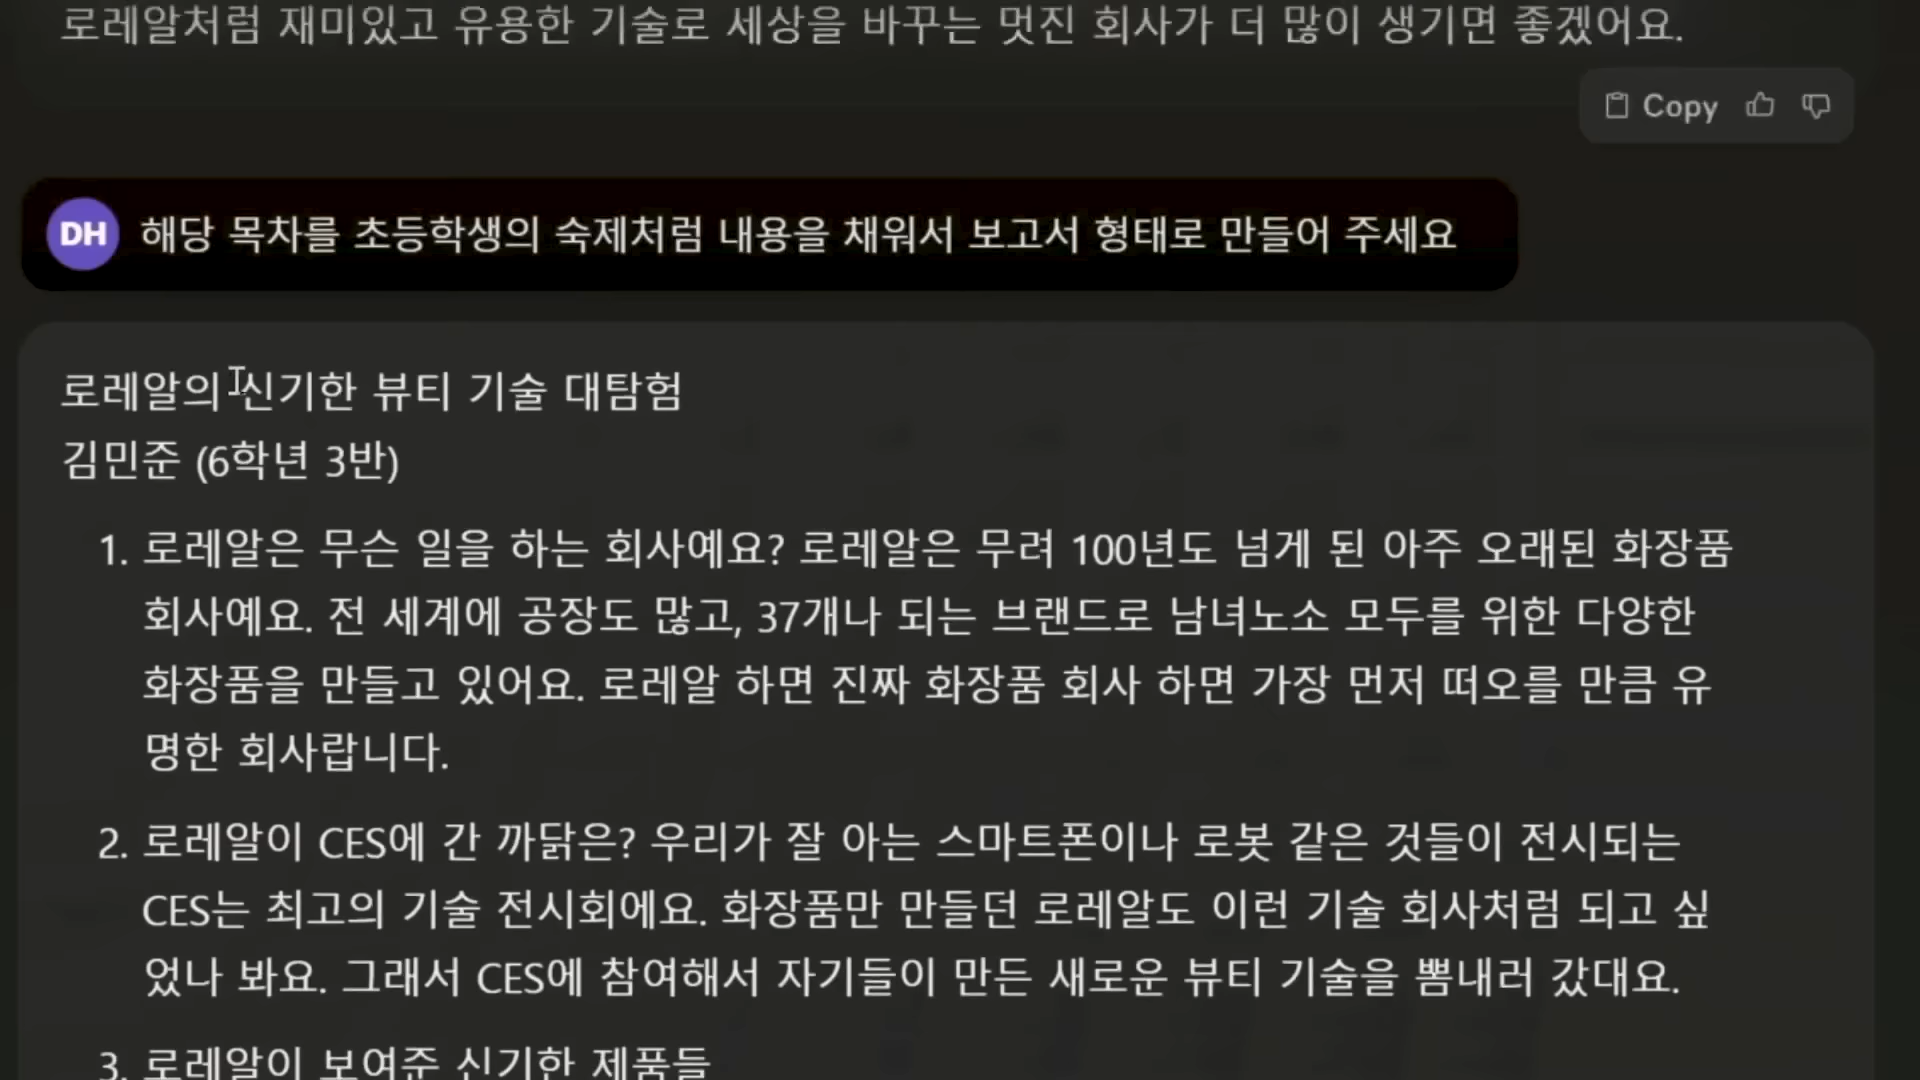 로레알처럼 재미있고 유용한 기술로 세상을 바꾸는 멋진 회사가 더 많이 생기면 좋겠어요.
Copy
DH 해당 목차를 초등학생의 숙제처럼 내용을 채워서 보고서 형태로 만들어 주세요
로레알의 신기한 뷰티 기술 대탐험
김민준 (6학년 3반)
1. 로레알은 무슨 일을 하는 회사예요? 로레알은 무려 100년도 넘게 된 아주 오래된 화장품
회사예요. 전 세계에 공장도 많고, 37개나 되는 브랜드로 남녀노소 모두를 위한 다양한
화장품을 만들고 있어요. 로레알 하면 진짜 화장품 회사 하면 가장 먼저 떠오를 만큼 유
명한 회사랍니다.
2. 로레알이 CES에 간 까닭은? 우리가 잘 아는 스마트폰이나 로봇 같은 것들이 전시되는
CES는 최고의 기술 전시회에요. 화장품만 만들던 로레알도 이런 기술 회사처럼 되고 싶
었나 봐요. 그래서 CES에 참여해서 자기들이 만든 새로운 뷰티 기술을 뽐내러 갔대요.
3. 로레알이 보여준 신기한 제품들